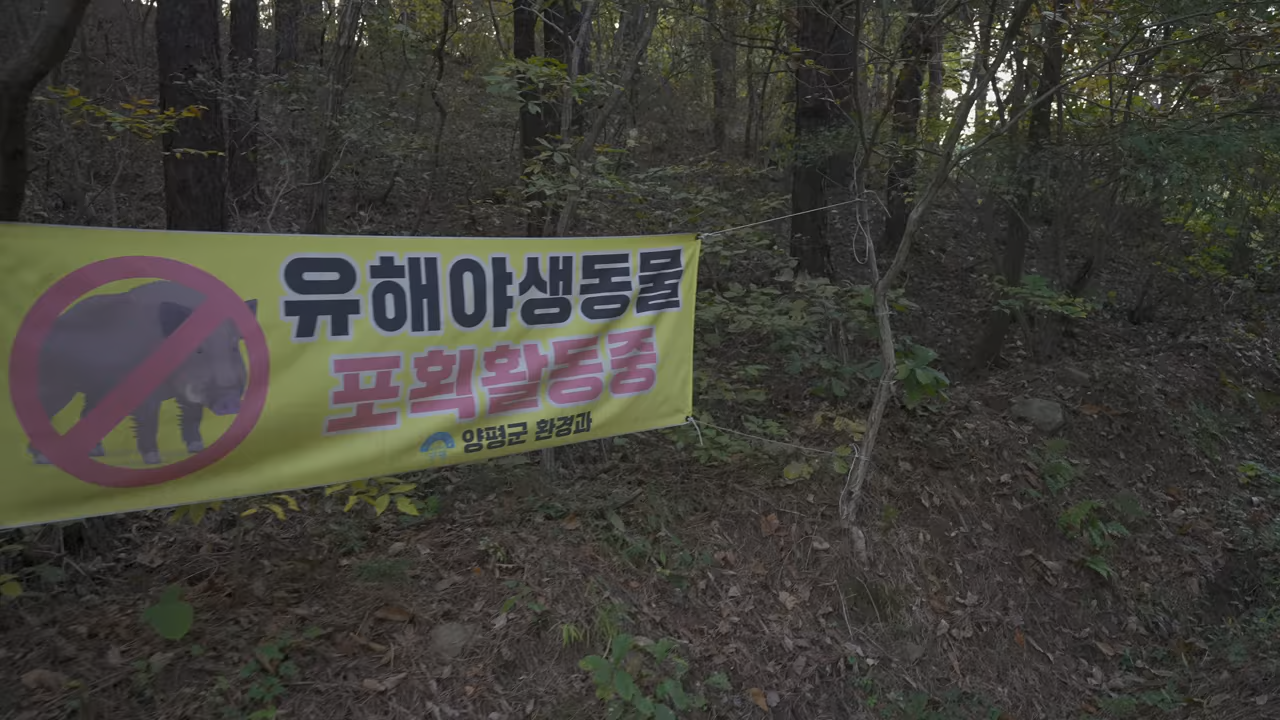 유해야생동물
포획활동중
양평군 환경과